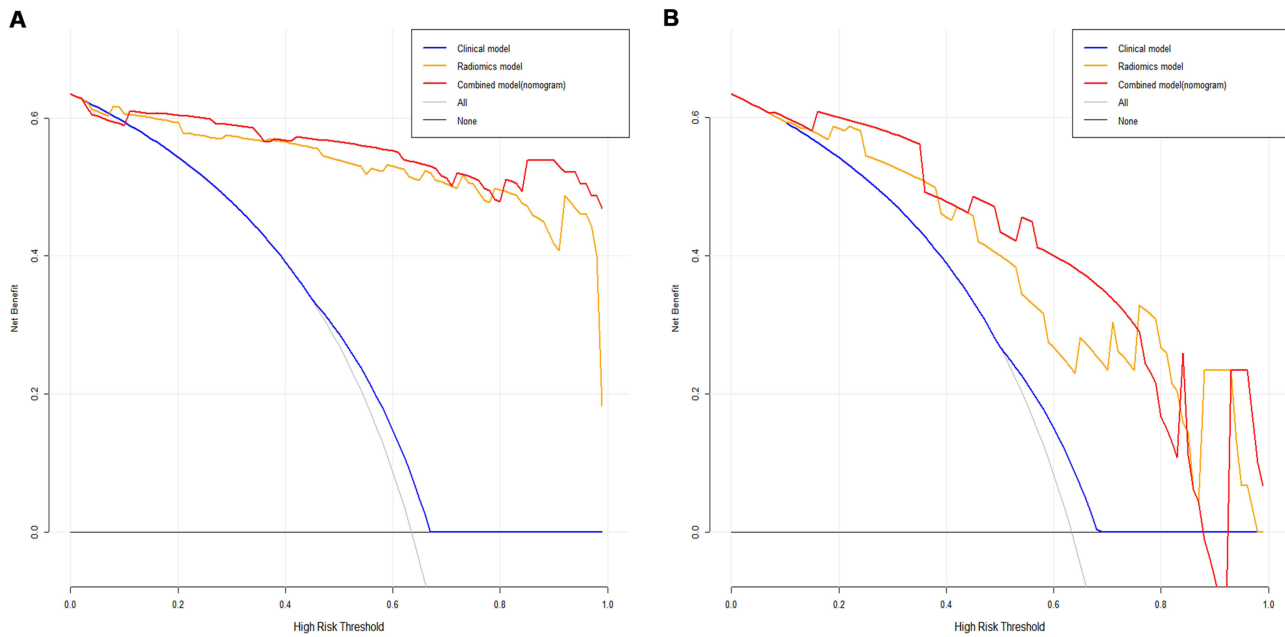 A
Clinical model
Radiomics model
Combined model(nomogram)
All
None
Net Benefit
0.6
0.4
0.2
0.0
0.0 0.2 0.4 0.6 0.8 1.0
High Risk Threshold
B
Clinical model
Radiomics model
Combined model(nomogram)
All
None
Net Benefit
0.6
0.4
0.2
0.0
0.0 0.2 0.4 0.6 0.8 1.0
High Risk Threshold